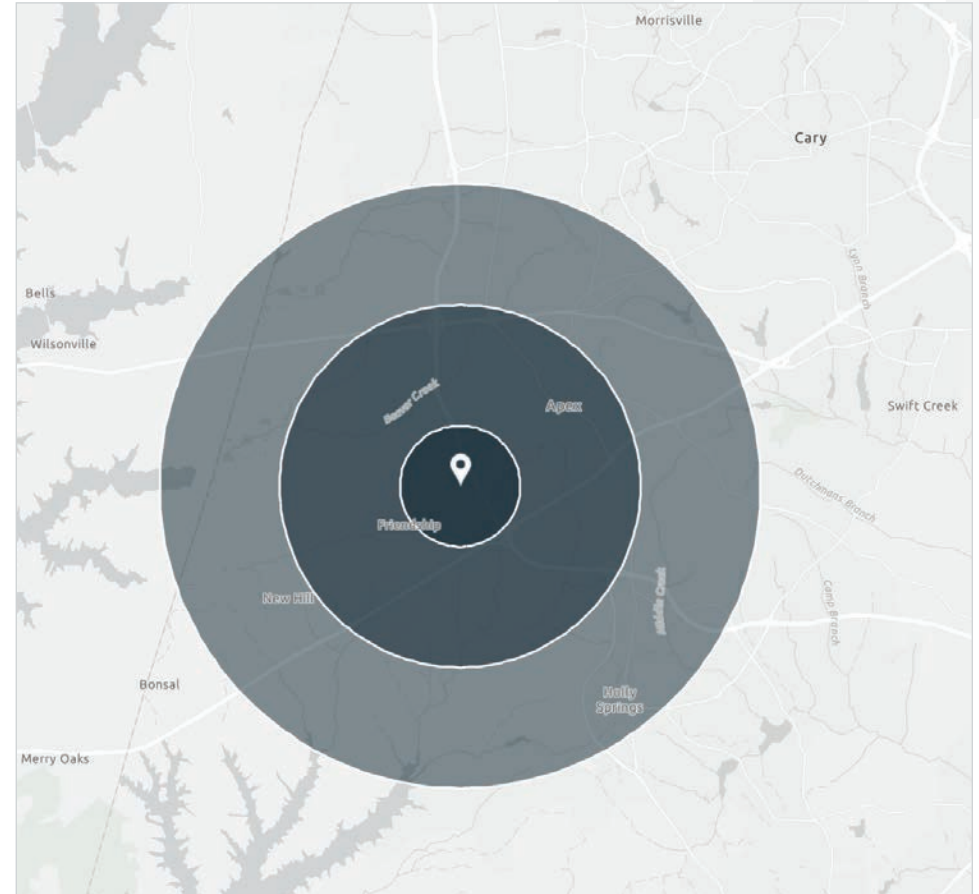 Morrisville
Cary
Lynn Branch
Bells
Wilsonville
Beaver Creek
Apex
Swift Creek
Dutchmans Branch
Friendship
New Hill
Middle Creek
Camp Branch
Bonsal
Holly
Springs
Merry Oaks